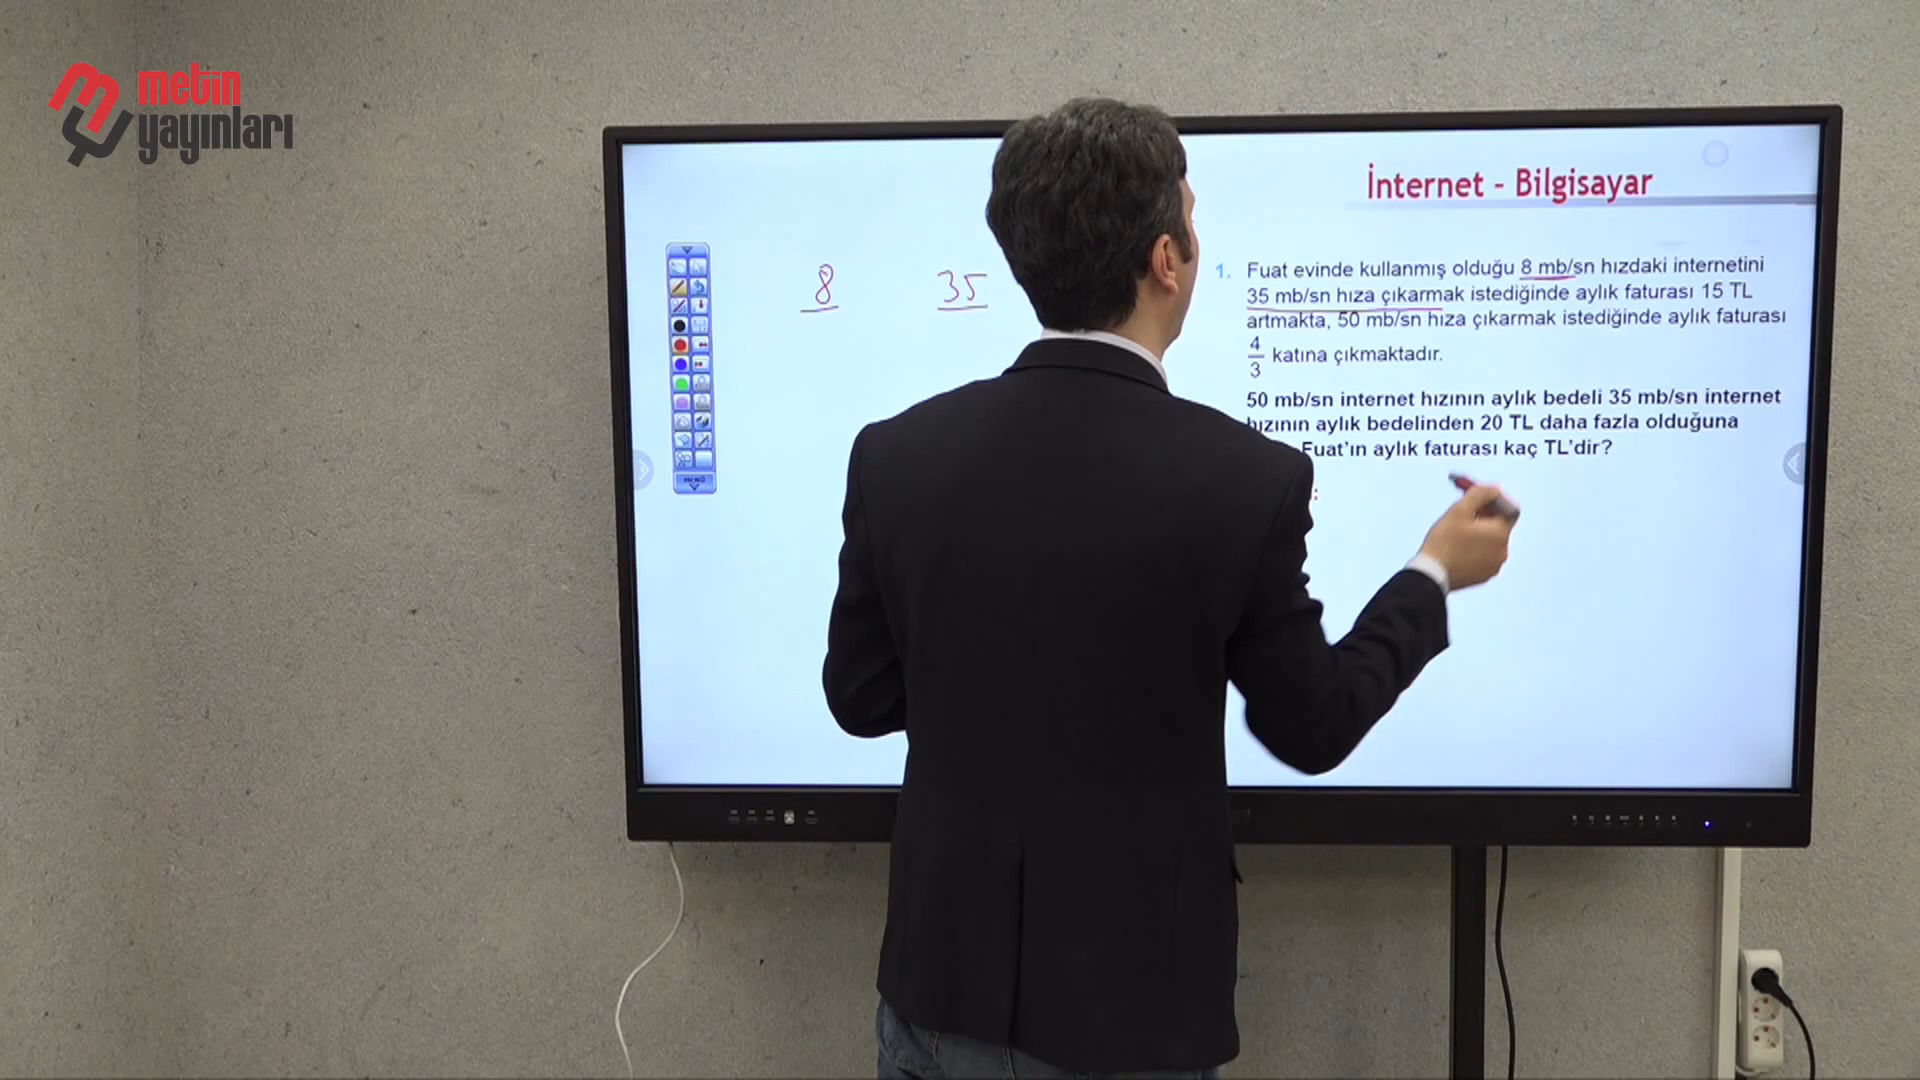 metin
yayınları
İnternet - Bilgisayar
8 35
1. Fuat evinde kullanmış olduğu 8 mb/sn hızdaki internetini
35 mb/sn hıza çıkarmak istediğinde aylık faturası 15 TL
artmakta, 50 mb/sn hıza çıkarmak istediğinde aylık faturası
4/3 katına çıkmaktadır.
50 mb/sn internet hızının aylık bedeli 35 mb/sn internet
hızının aylık bedelinden 20 TL daha fazla olduğuna
Fuat'ın aylık faturası kaç TL'dir?
MENÜ